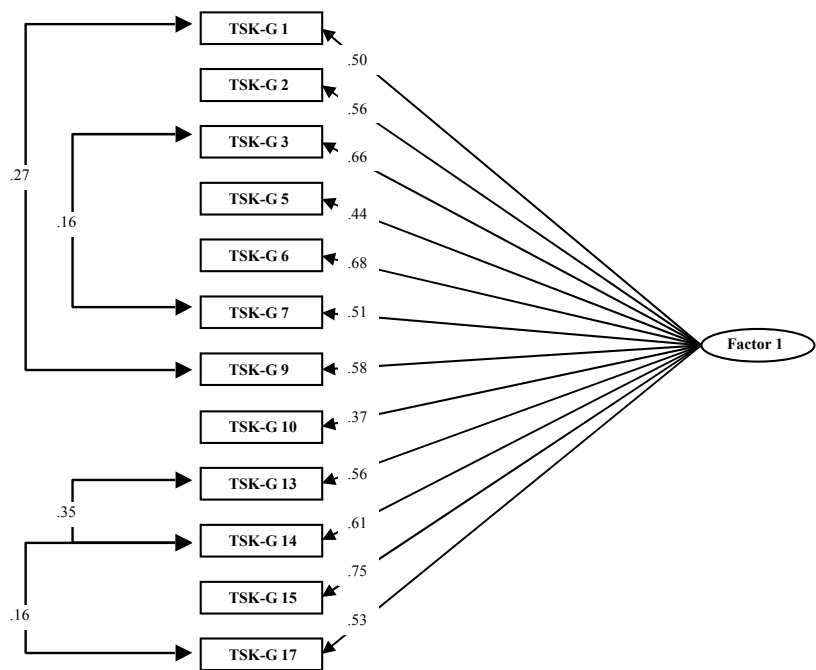 TSK-G 1
.50
TSK-G 2
.56
TSK-G 3
.66
.27
TSK-G 5
.44
.16
TSK-G 6
.68
TSK-G 7
.51
Factor 1
TSK-G 9
.58
TSK-G 10
.37
TSK-G 13
.56
.35
TSK-G 14
.61
TSK-G 15
.75
.16
TSK-G 17
.53